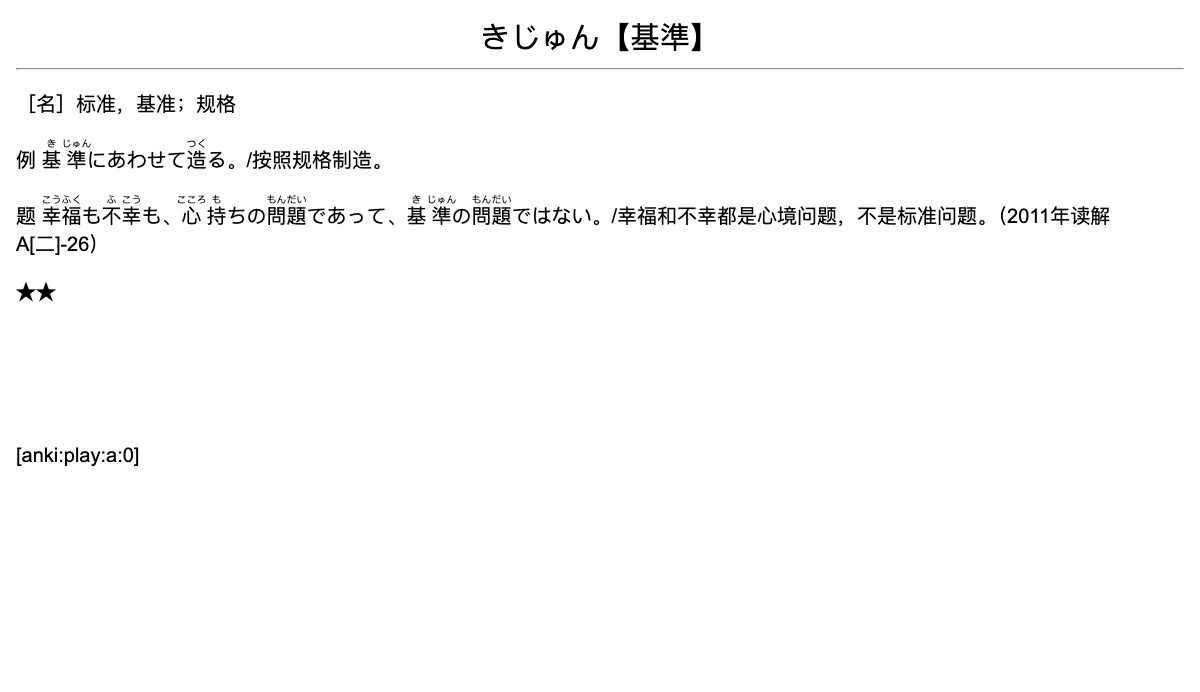 きじゅん【基準】
［名］标准，基准；规格
き じゅん つく
例 基 準にあわせて造る。/按照规格制造。
こうふく ふ こう こころ も もんだい き じゅん もんだい
题 幸福も不幸も、心 持ちの問題であって、基 準の問題ではない。/幸福和不幸都是心境问题，不是标准问题。（2011年读解
A[二]-26）
★★
[anki:play:a:0]